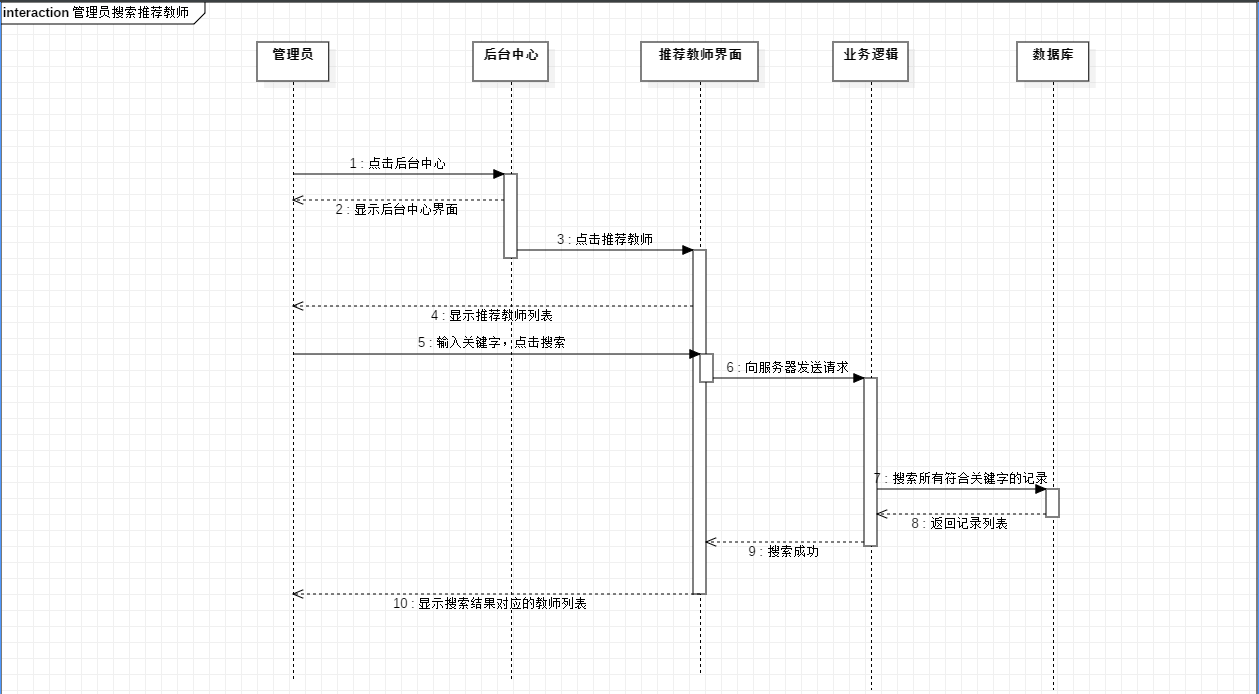 interaction 管理员搜索推荐教师
管理员
后台中心
推荐教师界面
业务逻辑
数据库
1 : 点击后台中心
2 : 显示后台中心界面
3 : 点击推荐教师
4 : 显示推荐教师列表
5 : 输入关键字，点击搜索
6 : 向服务器发送请求
7 : 搜索所有符合关键字的记录
8 : 返回记录列表
9 : 搜索成功
10 : 显示搜索结果对应的教师列表